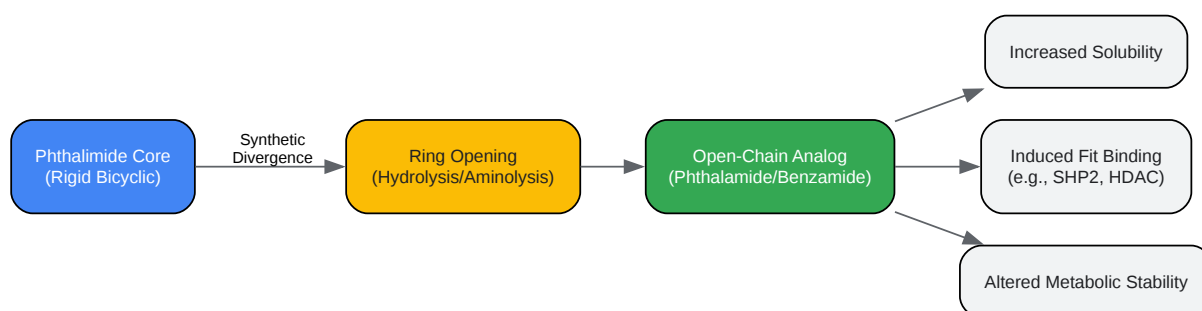 Phthalimide Core
(Rigid Bicyclic)
Synthetic
Divergence
Ring Opening
(Hydrolysis/Aminolysis)
Open-Chain Analog
(Phthalamide/Benzamide)
Increased Solubility
Induced Fit Binding
(e.g., SHP2, HDAC)
Altered Metabolic Stability